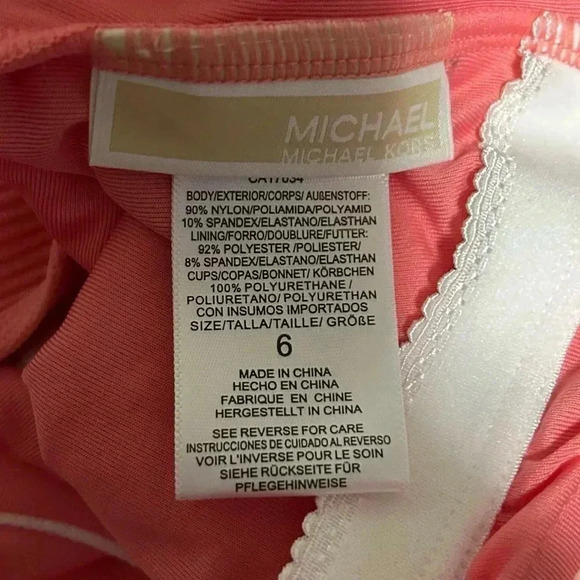 MICHAEL
MICHAEL KORS
CA17034
BODY/EXTERIOR/CORPS/ AUßENSTOFF:
90% NYLON/POLIAMIDA/POLYAMID
10% SPANDEX/ELASTANO/ELASTHAN
LINING/FORRO/DOUBLURE/FUTTER:
92% POLYESTER /POLIESTER/
8% SPANDEX/ELASTANO/ELASTHAN
CUPS/COPAS/BONNET/ KÖRBCHEN
100% POLYURETHANE /
POLIURETANO/ POLYURETHAN
CON INSUMOS IMPORTADOS
SIZE/TALLA/TAILLE/ GRÖßE
6
MADE IN CHINA
HECHO EN CHINA
FABRIQUE EN CHINE
HERGESTELLT IN CHINA
SEE REVERSE FOR CARE
INSTRUCCIONES DE CUIDADO AL REVERSO
VOIR L'INVERSE POUR LE SOIN
SIEHE RÜCKSEITE FÜR
PFLEGEHINWEISE